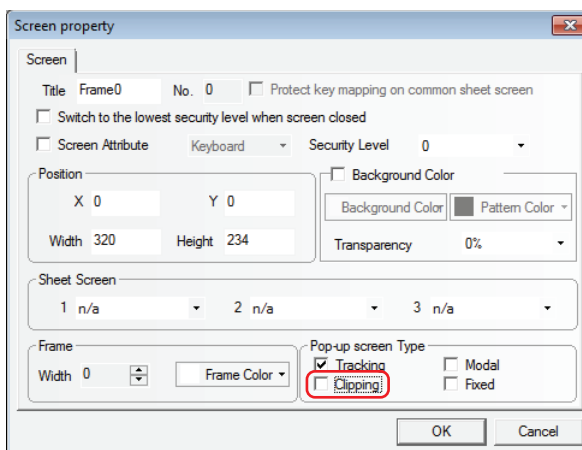 Screen property
Screen
Title Frame0 No. 0 Protect key mapping on common sheet screen
Switch to the lowest security level when screen closed
Screen Attribute Keyboard Security Level 0
Position Background Color
X 0 Y 0 Background Color Pattern Color
Width 320 Height 234 Transparency 0%
Sheet Screen
1 n/a 2 n/a 3 n/a
Frame Pop-up screen Type
Tracking Modal
Width 0 Frame Color Clipping Fixed
OK Cancel